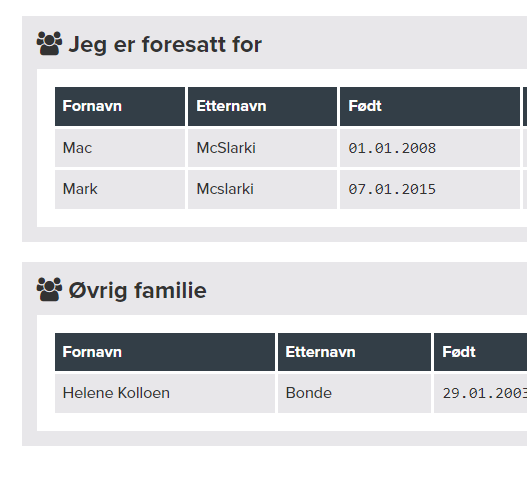 Jeg er foresatt for
Fornavn Etternavn Født
Mac McSlarki 01.01.2008
Mark Mcslarki 07.01.2015
Øvrig familie
Fornavn Etternavn Født
Helene Kolloen Bonde 29.01.2003